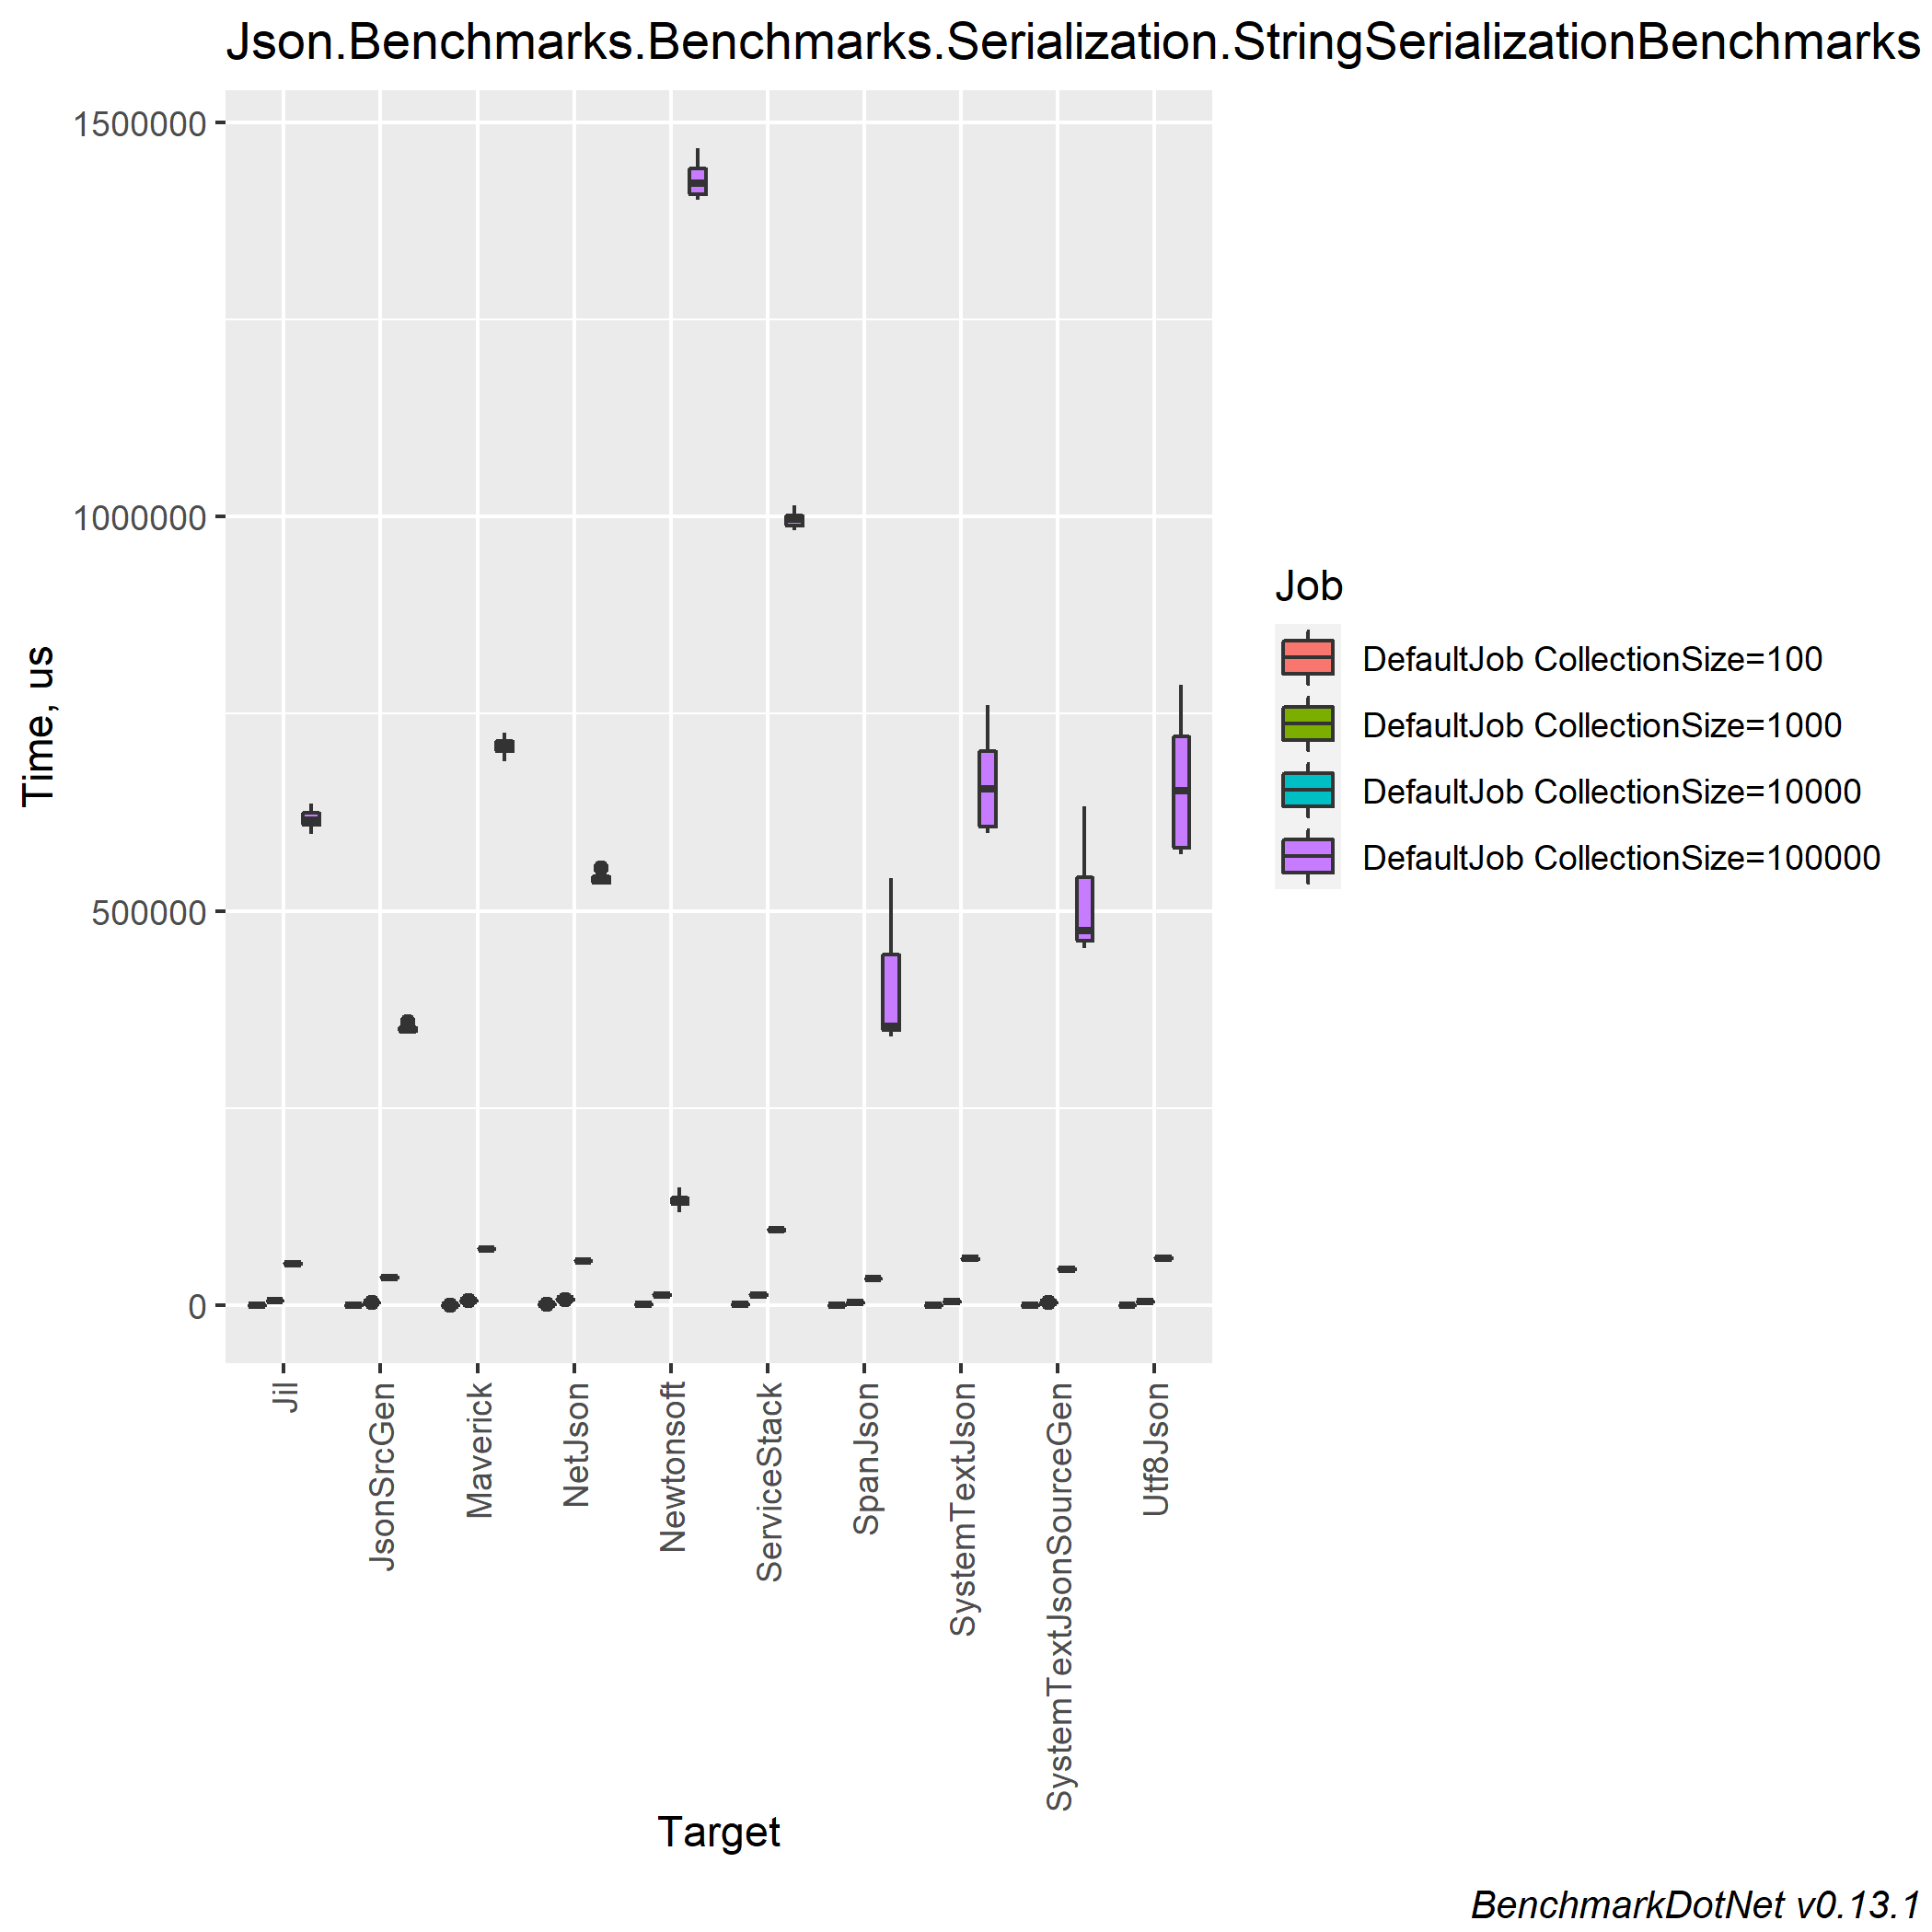 Json.Benchmarks.Benchmarks.Serialization.StringSerializationBenchmarks
1500000
1000000
500000
0
Time, us
Jil
JsonSrcGen
Maverick
NetJson
Newtonsoft
ServiceStack
SpanJson
SystemTextJson
SystemTextJsonSourceGen
Utf8Json
Target
Job
DefaultJob CollectionSize=100
DefaultJob CollectionSize=1000
DefaultJob CollectionSize=10000
DefaultJob CollectionSize=100000
BenchmarkDotNet v0.13.1